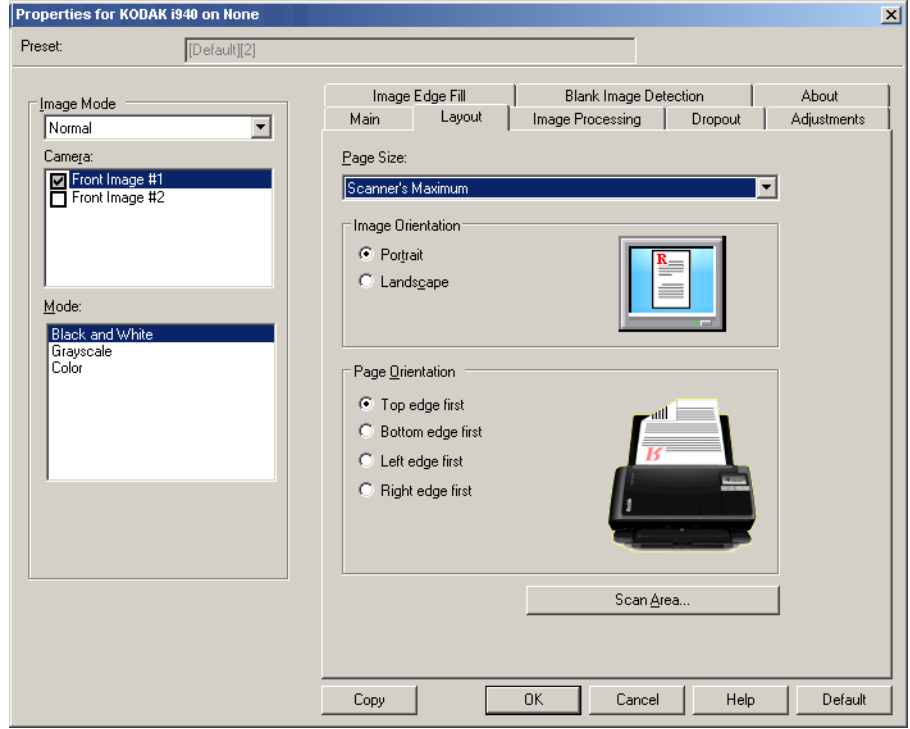 Properties for KODAK i940 on None
Preset:
[Default][2]
Image Mode
Normal
Camera:
Front Image #1
Front Image #2
Mode:
Black and White
Grayscale
Color
Image Edge Fill
Blank Image Detection
About
Main
Layout
Image Processing
Dropout
Adjustments
Page Size:
Scanner's Maximum
Image Orientation
Portrait
Landscape
R
Page Orientation
Top edge first
Bottom edge first
Left edge first
Right edge first
R
Kodak
Scan Area...
Copy
OK
Cancel
Help
Default